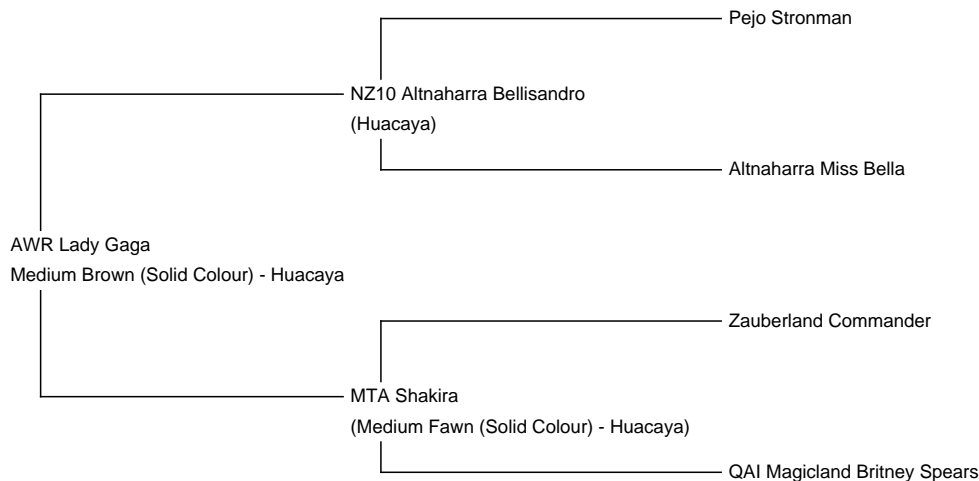 Pejo Stronman
NZ10 Altnaharra Bellisandro
(Huacaya)
Altnaharra Miss Bella
AWR Lady Gaga
Medium Brown (Solid Colour) - Huacaya
Zauberland Commander
MTA Shakira
(Medium Fawn (Solid Colour) - Huacaya)
QAI Magicland Britney Spears